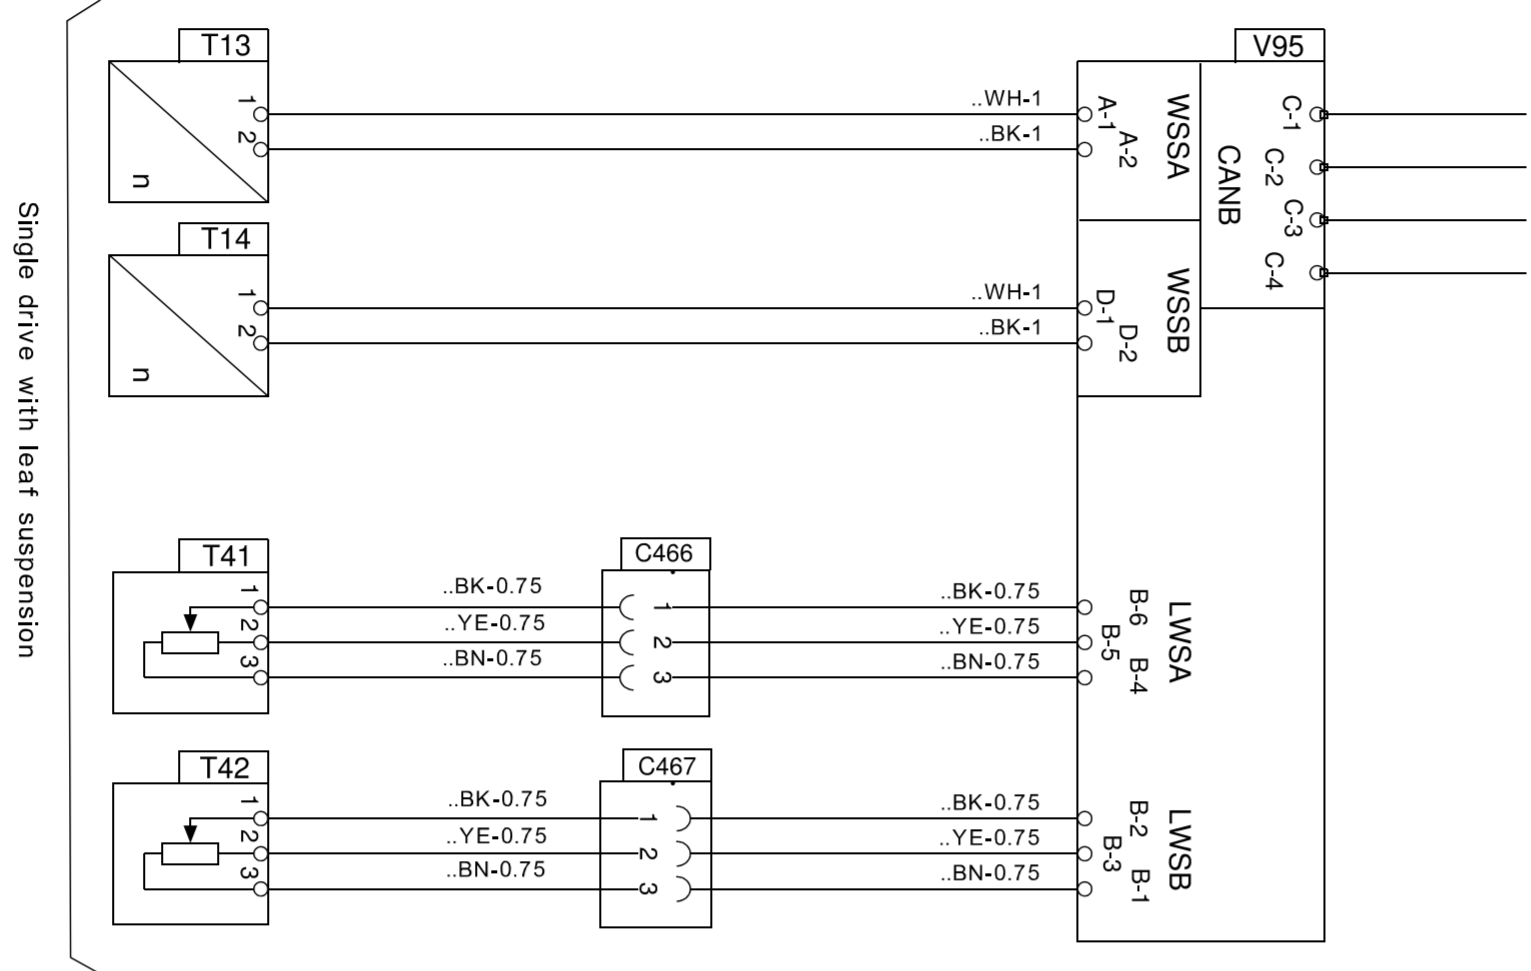 Single drive with leaf suspension
T13
1
2
n
..WH-1
..BK-1
T14
1
2
n
..WH-1
..BK-1
T41
1
2
3
..BK-0.75
..YE-0.75
..BN-0.75
C466
1
2
3
..BK-0.75
..YE-0.75
..BN-0.75
T42
1
2
3
..BK-0.75
..YE-0.75
..BN-0.75
C467
1
2
3
..BK-0.75
..YE-0.75
..BN-0.75
V95
A-1
A-2
WSSA
D-1
D-2
WSSB
CANB
C-1
C-2
C-3
C-4
B-6
B-5
B-4
LWSA
B-2
B-3
B-1
LWSB